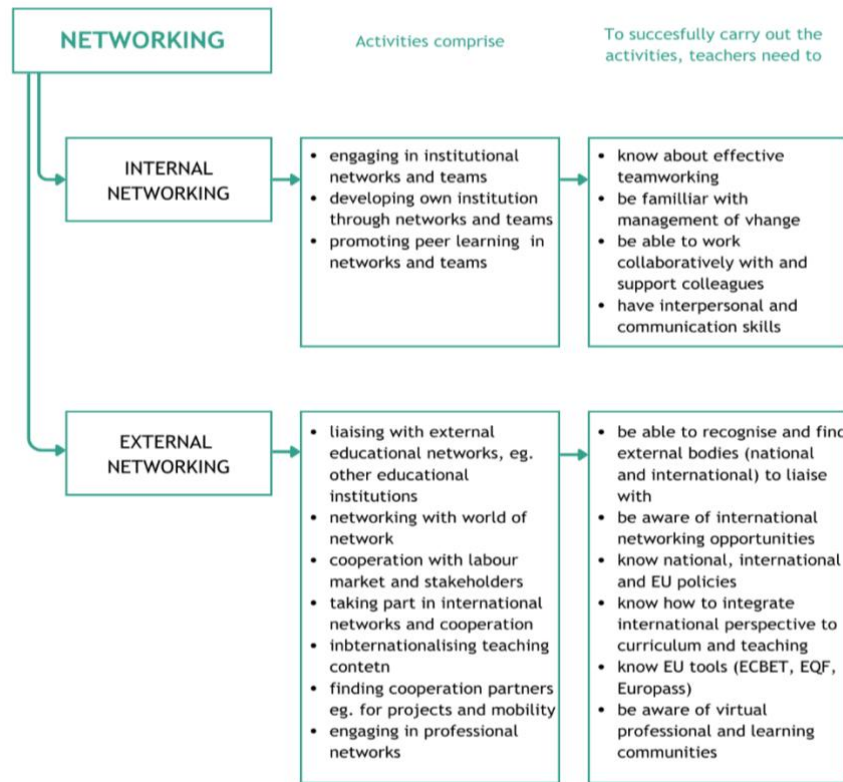 NETWORKING
Activities comprise
To succesfully carry out the
activities, teachers need to
INTERNAL
NETWORKING
• engaging in institutional
networks and teams
• developing own institution
through networks and teams
• promoting peer learning in
networks and teams
• know about effective
teamworking
• be familiar with
management of vhange
• be able to work
collaboratively with and
support colleagues
• have interpersonal and
communication skills
EXTERNAL
NETWORKING
• liaising with external
educational networks, eg.
other educational
institutions
• networking with world of
network
• cooperation with labour
market and stakeholders
• taking part in international
networks and cooperation
• inbternationalising teaching
contetn
• finding cooperation partners
eg. for projects and mobility
• engaging in professional
networks
• be able to recognise and find
external bodies (national
and international) to liaise
with
• be aware of international
networking opportunities
• know national, international
and EU policies
• know how to integrate
international perspective to
curriculum and teaching
• know EU tools (ECBET, EQF,
Europass)
• be aware of virtual
professional and learning
communities